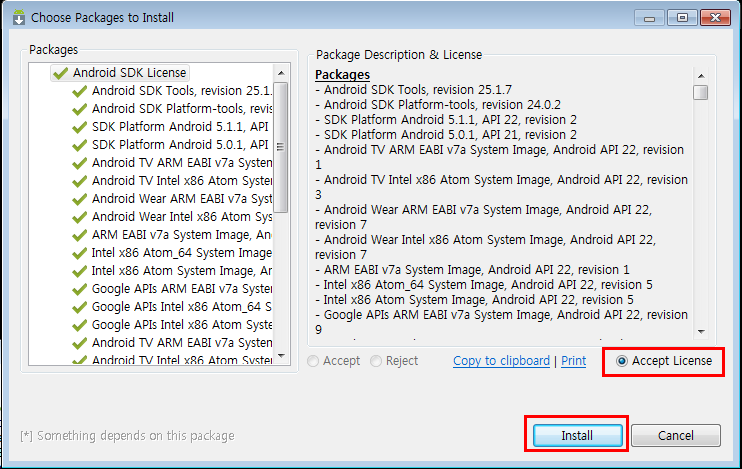 Choose Packages to Install
Packages
Android SDK License
Android SDK Tools, revision 25.1.
Android SDK Platform-tools, revis
SDK Platform Android 5.1.1, API
SDK Platform Android 5.0.1, API
Android TV ARM EABI v7a System
Android TV Intel x86 Atom System
Android Wear ARM EABI v7a Syst
Android Wear Intel x86 Atom Syst
ARM EABI v7a System Image, An
Intel x86 Atom_64 System Image,
Intel x86 Atom System Image, Ar
Google APIs ARM EABI v7a Syste
Google APIs Intel x86 Atom_64 S
Google APIs Intel x86 Atom Syste
Android TV ARM EABI v7a System
Android TV Intel x86 Atom System
Package Description & License
Packages
- Android SDK Tools, revision 25.1.7
- Android SDK Platform-tools, revision 24.0.2
- SDK Platform Android 5.1.1, API 22, revision 2
- SDK Platform Android 5.0.1, API 21, revision 2
- Android TV ARM EABI v7a System Image, Android API 22, revision
1
- Android TV Intel x86 Atom System Image, Android API 22, revision
3
- Android Wear ARM EABI v7a System Image, Android API 22,
revision 7
- Android Wear Intel x86 Atom System Image, Android API 22,
revision 7
- ARM EABI v7a System Image, Android API 22, revision 1
- Intel x86 Atom_64 System Image, Android API 22, revision 5
- Intel x86 Atom System Image, Android API 22, revision 5
- Google APIs ARM EABI v7a System Image, Android API 22, revision
9
Accept Reject Copy to clipboard | Print Accept License
[*] Something depends on this package
Install Cancel